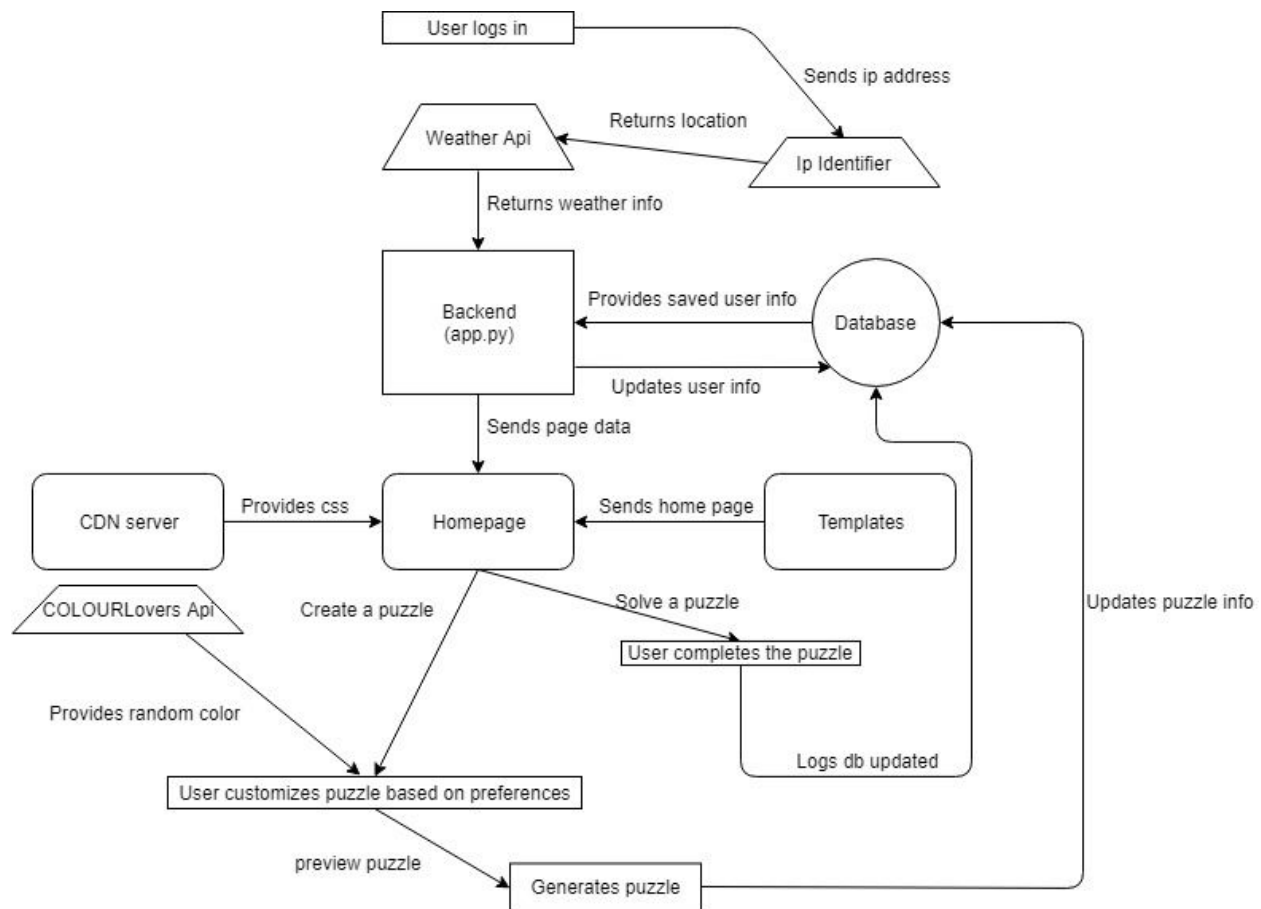 User logs in
Sends ip address
Returns location
Weather Api
Ip Identifier
Returns weather info
Provides saved user info
Backend
(app.py)
Database
Updates user info
Sends page data
CDN server
Provides css
Homepage
Sends home page
Templates
COLOURLovers Api
Create a puzzle
Solve a puzzle
Updates puzzle info
User completes the puzzle
Provides random color
Logs db updated
User customizes puzzle based on preferences
preview puzzle
Generates puzzle